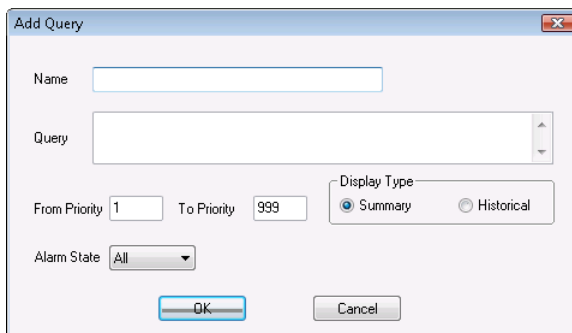 Add Query
Name
Query
Display Type
From Priority 1 To Priority 999 Summary Historical
Alarm State All
OK Cancel